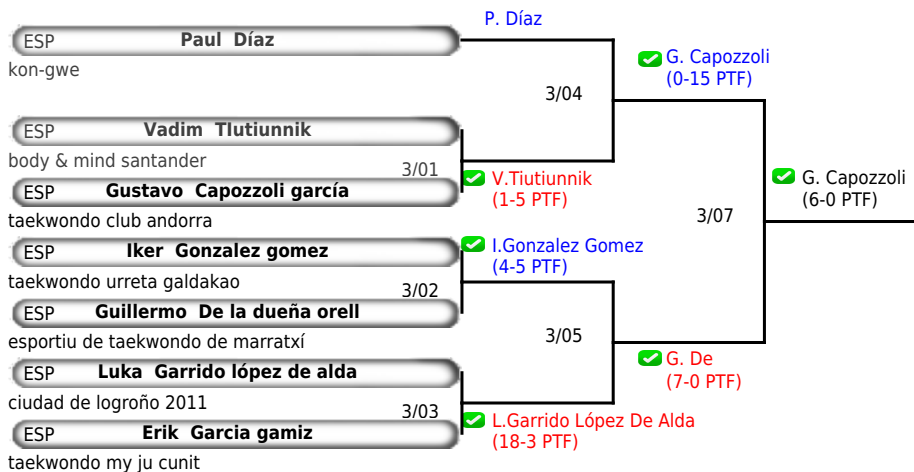 P. Díaz
ESP Paul Díaz
kon-gwe
G. Capozzoli
(0-15 PTF)
3/04
ESP Vadim Tlutiunnik
body & mind santander
3/01
V.Tiutiunnik
(1-5 PTF)
G. Capozzoli
(6-0 PTF)
ESP Gustavo Capozzoli garcía
taekwondo club andorra
3/07
ESP Iker Gonzalez gomez
I.Gonzalez Gomez
(4-5 PTF)
taekwondo urreta galdakao
3/02
ESP Guillermo De la dueña orell
esportiu de taekwondo de marratxí
3/05
G. De
(7-0 PTF)
ESP Luka Garrido lópez de alda
ciudad de logroño 2011
3/03
L.Garrido López De Alda
(18-3 PTF)
ESP Erik Garcia gamiz
taekwondo my ju cunit